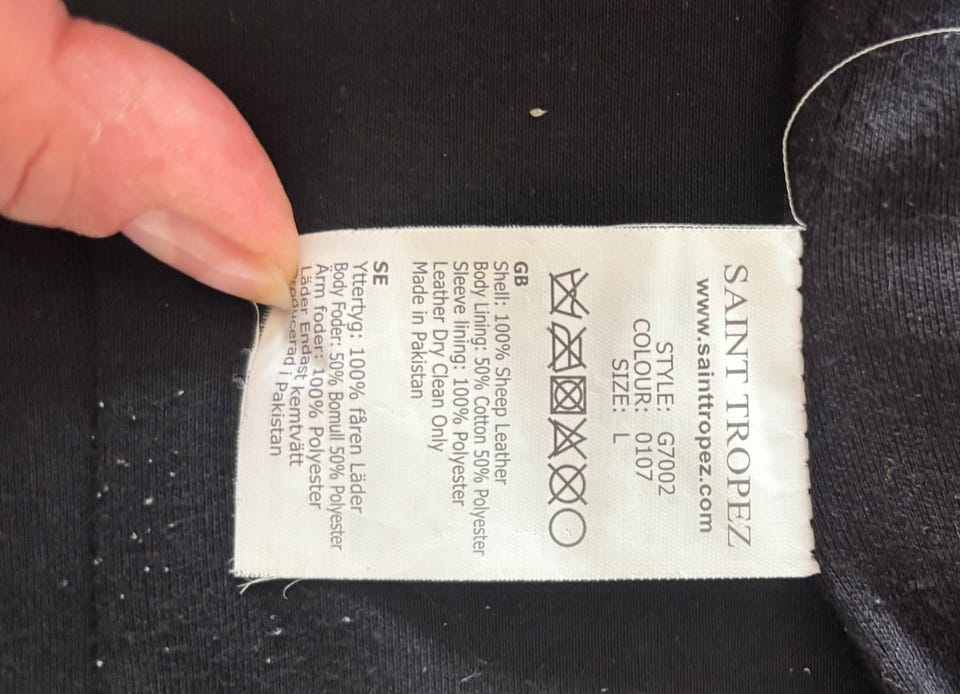 SAINT TROPEZ
www.sainttropez.com
STYLE: G7002
COLOUR: 0107
SIZE: L
GB
Shell: 100% Sheep Leather
Body Lining: 50% Cotton 50% Polyester
Sleeve lining: 100% Polyester
Leather Dry Clean Only
Made in Pakistan
SE
Yttertyg: 100% fåren Läder
Body Foder: 50% Bomull 50% Polyester
Arm foder: 100% Polyester
Läder Endast kemtvätt
Producerad i Pakistan